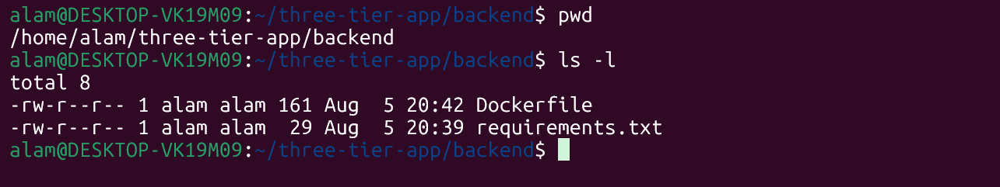 alam@DESKTOP-VK19M09:~/three-tier-app/backend$ pwd
/home/alam/three-tier-app/backend
alam@DESKTOP-VK19M09:~/three-tier-app/backend$ ls -l
total 8
-rw-r--r-- 1 alam alam 161 Aug  5 20:42 Dockerfile
-rw-r--r-- 1 alam alam  29 Aug  5 20:39 requirements.txt
alam@DESKTOP-VK19M09:~/three-tier-app/backend$